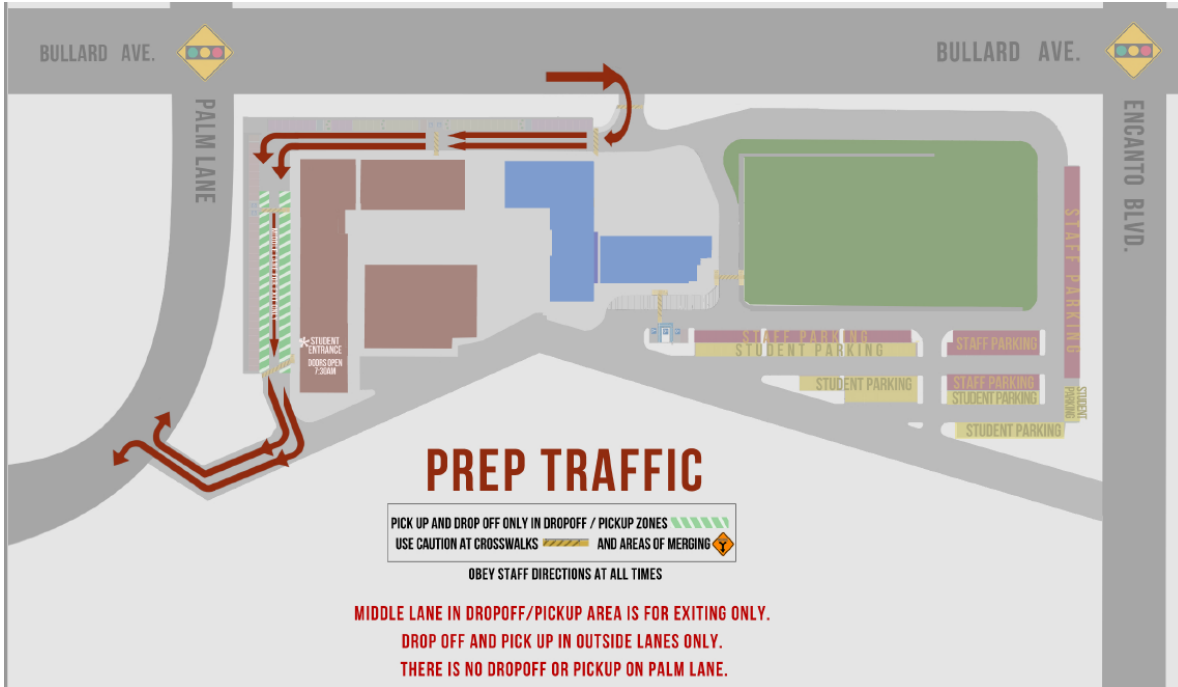 BULLARD AVE.
BULLARD AVE.
PALM LANE
ENCANTO BLVD.
STAFF PARKING
STUDENT
ENTRANCE
DOORS OPEN
7:30AM
STAFF PARKING
STUDENT PARKING
STAFF PARKING
STUDENT PARKING
STAFF PARKING
STUDENT PARKING
STUDENT
PARKING
STUDENT PARKING
PREP TRAFFIC
PICK UP AND DROP OFF ONLY IN DROPOFF / PICKUP ZONES
USE CAUTION AT CROSSWALKS AND AREAS OF MERGING
OBEY STAFF DIRECTIONS AT ALL TIMES
MIDDLE LANE IN DROPOFF/PICKUP AREA IS FOR EXITING ONLY.
DROP OFF AND PICK UP IN OUTSIDE LANES ONLY.
THERE IS NO DROPOFF OR PICKUP ON PALM LANE.